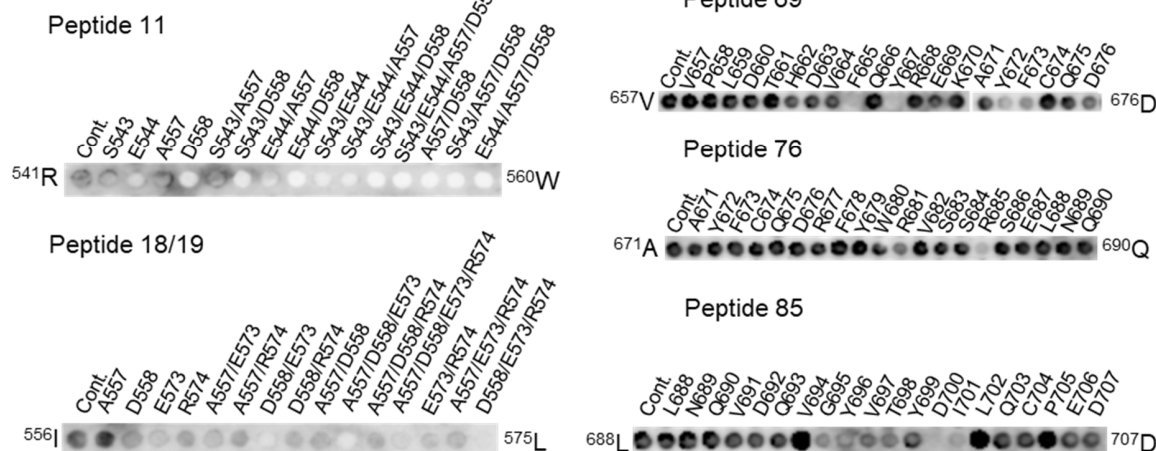 Peptide 11
Cont.
S543
E544
A557
D558
S543/A557
S543/D558
E544/A557
E544/D558
S543/E544
S543/E544/A557
S543/E544/D558
S543/E544/A557/D55
A557/D558
S543/A557/D558
E544/A557/D558
541R
560W
Peptide 18/19
Cont.
A557
D558
E573
R574
A557/E573
A557/R574
D558/E573
D558/R574
A557/D558
A557/D558/E573
A557/D558/R574
A557/D558/E573/R574
E573/R574
A557/E573/R574
D558/E573/R574
556I
575L
Peptide 69
Cont.
V657
P658
L659
D660
T661
H662
D663
V664
F665
Q666
Y667
R668
E669
K670
A671
Y672
F673
C674
Q675
D676
657V
676D
Peptide 76
Cont.
A671
Y672
F673
C674
Q675
D676
R677
F678
Y679
W680
R681
V682
S683
S684
R685
S686
E687
L688
N689
Q690
671A
690Q
Peptide 85
Cont.
L688
N689
Q690
V691
D692
Q693
V694
G695
Y696
V697
T698
Y699
D700
I701
L702
Q703
C704
P705
E706
D707
688L
707D